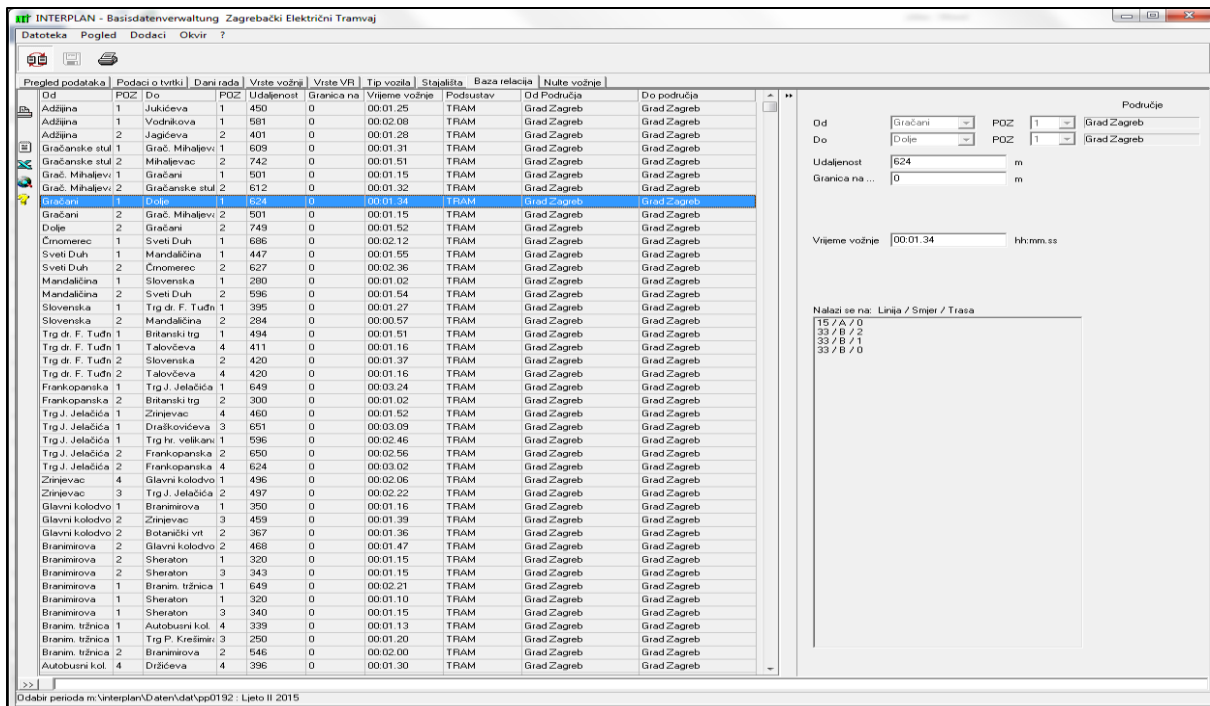 INTERPLAN - Basisdatenverwaltung Zagrebački Električni Tramvaj
Datoteka Pogled Dodaci Okvir ?
Pregled podataka Podaci o tvrtki Dani rada Vrste vožnji Vrste VR Tip vozila Stajališta Baza relacija Nulte vožnje
Od POZ Do POZ Udaljenost Granica na Vrijeme vožnje Podsustav Od Područja Do područja
Adžijina 1 Jukićeva 1 450 0 00:01.25 TRAM Grad Zagreb Grad Zagreb
Adžijina 1 Vodnikova 1 581 0 00:02.08 TRAM Grad Zagreb Grad Zagreb
Adžijina 2 Jagićeva 2 401 0 00:01.28 TRAM Grad Zagreb Grad Zagreb
Gračanske stul 1 Grač. Mihaljeva 1 609 0 00:01.31 TRAM Grad Zagreb Grad Zagreb
Gračanske stul 2 Mihaljevac 2 742 0 00:01.51 TRAM Grad Zagreb Grad Zagreb
Grač. Mihaljeva 1 Gračani 1 501 0 00:01.15 TRAM Grad Zagreb Grad Zagreb
Grač. Mihaljeva 2 Gračanske stul 2 612 0 00:01.32 TRAM Grad Zagreb Grad Zagreb
Gračani 1 Dolje 1 624 0 00:01.34 TRAM Grad Zagreb Grad Zagreb
Gračani 2 Grač. Mihaljeva 2 501 0 00:01.15 TRAM Grad Zagreb Grad Zagreb
Dolje 2 Gračani 2 749 0 00:01.52 TRAM Grad Zagreb Grad Zagreb
Črnomerec 1 Sveti Duh 1 686 0 00:02.12 TRAM Grad Zagreb Grad Zagreb
Sveti Duh 1 Mandaličina 1 447 0 00:01.55 TRAM Grad Zagreb Grad Zagreb
Sveti Duh 2 Črnomerec 2 627 0 00:02.36 TRAM Grad Zagreb Grad Zagreb
Mandaličina 1 Slovenska 1 280 0 00:01.02 TRAM Grad Zagreb Grad Zagreb
Mandaličina 2 Sveti Duh 2 596 0 00:01.54 TRAM Grad Zagreb Grad Zagreb
Slovenska 1 Trg dr. F. Tuđn 1 395 0 00:01.27 TRAM Grad Zagreb Grad Zagreb
Slovenska 2 Mandaličina 2 284 0 00:00.57 TRAM Grad Zagreb Grad Zagreb
Trg dr. F. Tuđn 1 Britanski trg 1 494 0 00:01.51 TRAM Grad Zagreb Grad Zagreb
Trg dr. F. Tuđn 1 Talovčeva 4 411 0 00:01.16 TRAM Grad Zagreb Grad Zagreb
Trg dr. F. Tuđn 2 Slovenska 2 420 0 00:01.37 TRAM Grad Zagreb Grad Zagreb
Trg dr. F. Tuđn 2 Talovčeva 4 420 0 00:01.16 TRAM Grad Zagreb Grad Zagreb
Frankopanska 1 Trg J. Jelačića 1 649 0 00:03.24 TRAM Grad Zagreb Grad Zagreb
Frankopanska 2 Britanski trg 2 300 0 00:01.02 TRAM Grad Zagreb Grad Zagreb
Trg J. Jelačića 1 Zrinjevac 4 460 0 00:01.52 TRAM Grad Zagreb Grad Zagreb
Trg J. Jelačića 1 Draškovićeva 3 651 0 00:03.09 TRAM Grad Zagreb Grad Zagreb
Trg J. Jelačića 1 Trg hr. velikana 1 596 0 00:02.46 TRAM Grad Zagreb Grad Zagreb
Trg J. Jelačića 2 Frankopanska 2 650 0 00:02.56 TRAM Grad Zagreb Grad Zagreb
Trg J. Jelačića 2 Frankopanska 4 624 0 00:03.02 TRAM Grad Zagreb Grad Zagreb
Zrinjevac 4 Glavni kolodvo 1 496 0 00:02.06 TRAM Grad Zagreb Grad Zagreb
Zrinjevac 3 Trg J. Jelačića 2 497 0 00:02.22 TRAM Grad Zagreb Grad Zagreb
Glavni kolodvo 1 Branimirova 1 350 0 00:01.16 TRAM Grad Zagreb Grad Zagreb
Glavni kolodvo 2 Zrinjevac 3 459 0 00:01.39 TRAM Grad Zagreb Grad Zagreb
Glavni kolodvo 2 Botanički vrt 2 367 0 00:01.36 TRAM Grad Zagreb Grad Zagreb
Branimirova 2 Glavni kolodvo 2 468 0 00:01.47 TRAM Grad Zagreb Grad Zagreb
Branimirova 2 Sheraton 1 320 0 00:01.15 TRAM Grad Zagreb Grad Zagreb
Branimirova 2 Sheraton 3 343 0 00:01.15 TRAM Grad Zagreb Grad Zagreb
Branimirova 1 Branim. tržnica 1 649 0 00:02.21 TRAM Grad Zagreb Grad Zagreb
Branimirova 1 Sheraton 1 320 0 00:01.10 TRAM Grad Zagreb Grad Zagreb
Branimirova 1 Sheraton 3 340 0 00:01.15 TRAM Grad Zagreb Grad Zagreb
Branim. tržnica 1 Autobusni kol. 4 339 0 00:01.13 TRAM Grad Zagreb Grad Zagreb
Branim. tržnica 1 Trg P. Krešimira 3 250 0 00:01.20 TRAM Grad Zagreb Grad Zagreb
Branim. tržnica 2 Branimirova 2 546 0 00:02.00 TRAM Grad Zagreb Grad Zagreb
Autobusni kol. 4 Držićeva 4 396 0 00:01.30 TRAM Grad Zagreb Grad Zagreb
Područje
Od Gračani POZ 1 Grad Zagreb
Do Dolje POZ 1 Grad Zagreb
Udaljenost 624 m
Granica na ... 0 m
Vrijeme vožnje 00:01.34 hh:mm.ss
Nalazi se na: Linija / Smjer / Trasa
15 / A / 0
33 / B / 2
33 / B / 1
33 / B / 0
>>
Odabir perioda m:\interplan\Daten\dat\pp0192 : Ljeto II 2015